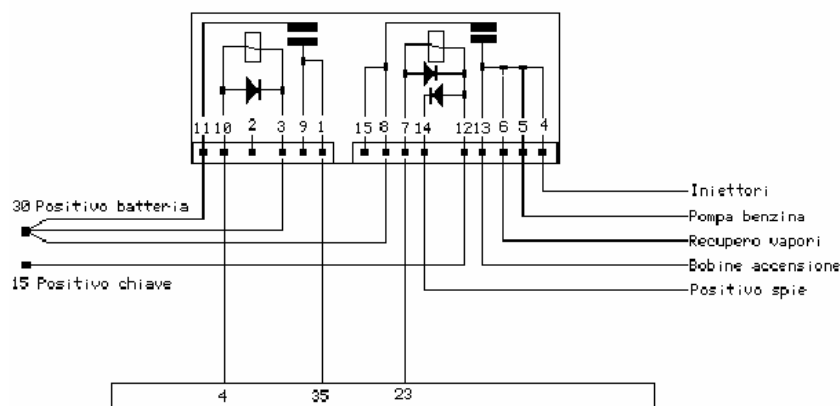 11 10 2 3 9 1 15 8 7 14 12 13 6 5 4
Iniettori
30 Positivo batteria
Pompa benzina
Recupero vapori
Bobine accensione
15 Positivo chiave
Positivo spie
4 35 23